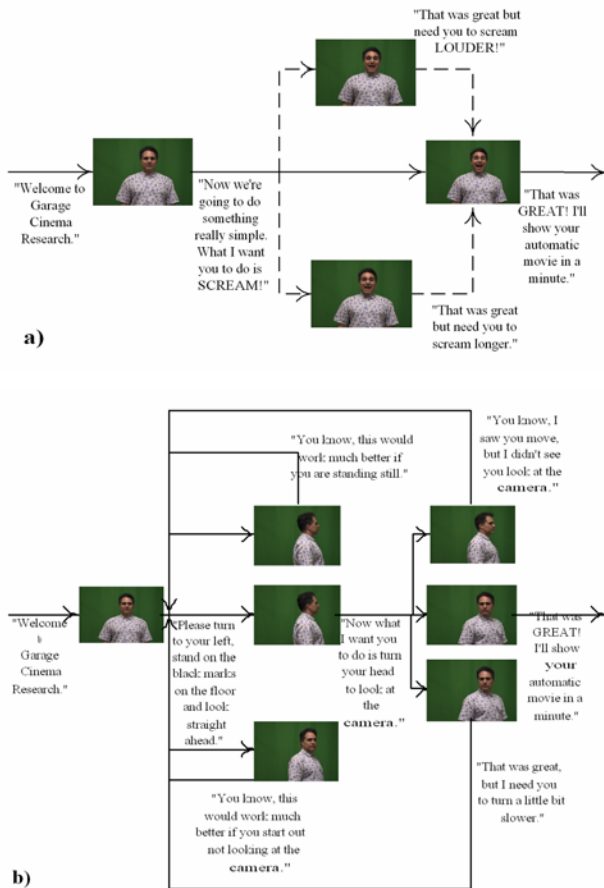 "That was great but
need you to scream
LOUDER!"
"Welcome to
Garage
Cinema
Research."
"Now we're
going to do
something
really simple.
What I want
you to do is
SCREAM!"
"That was
GREAT! I'll
show your
automatic
movie in a
minute."
"That was great
but need you to
scream longer."
a)
"You know, this would
work much better if
you are standing still."
"You know, I
saw you move,
but I didn't see
you look at the
camera."
"Welcome
to
Garage
Cinema
Research."
"Please turn
to your left,
stand on the
black marks
on the floor
and look
straight
ahead."
"Now what
I want you
to do is turn
your head
to look at
the
camera."
"That was
GREAT!
I'll show
your
automatic
movie in a
minute."
"You know, this
would work much
better if you start out
not looking at the
camera."
"That was great,
but I need you
to turn a little bit
slower."
b)